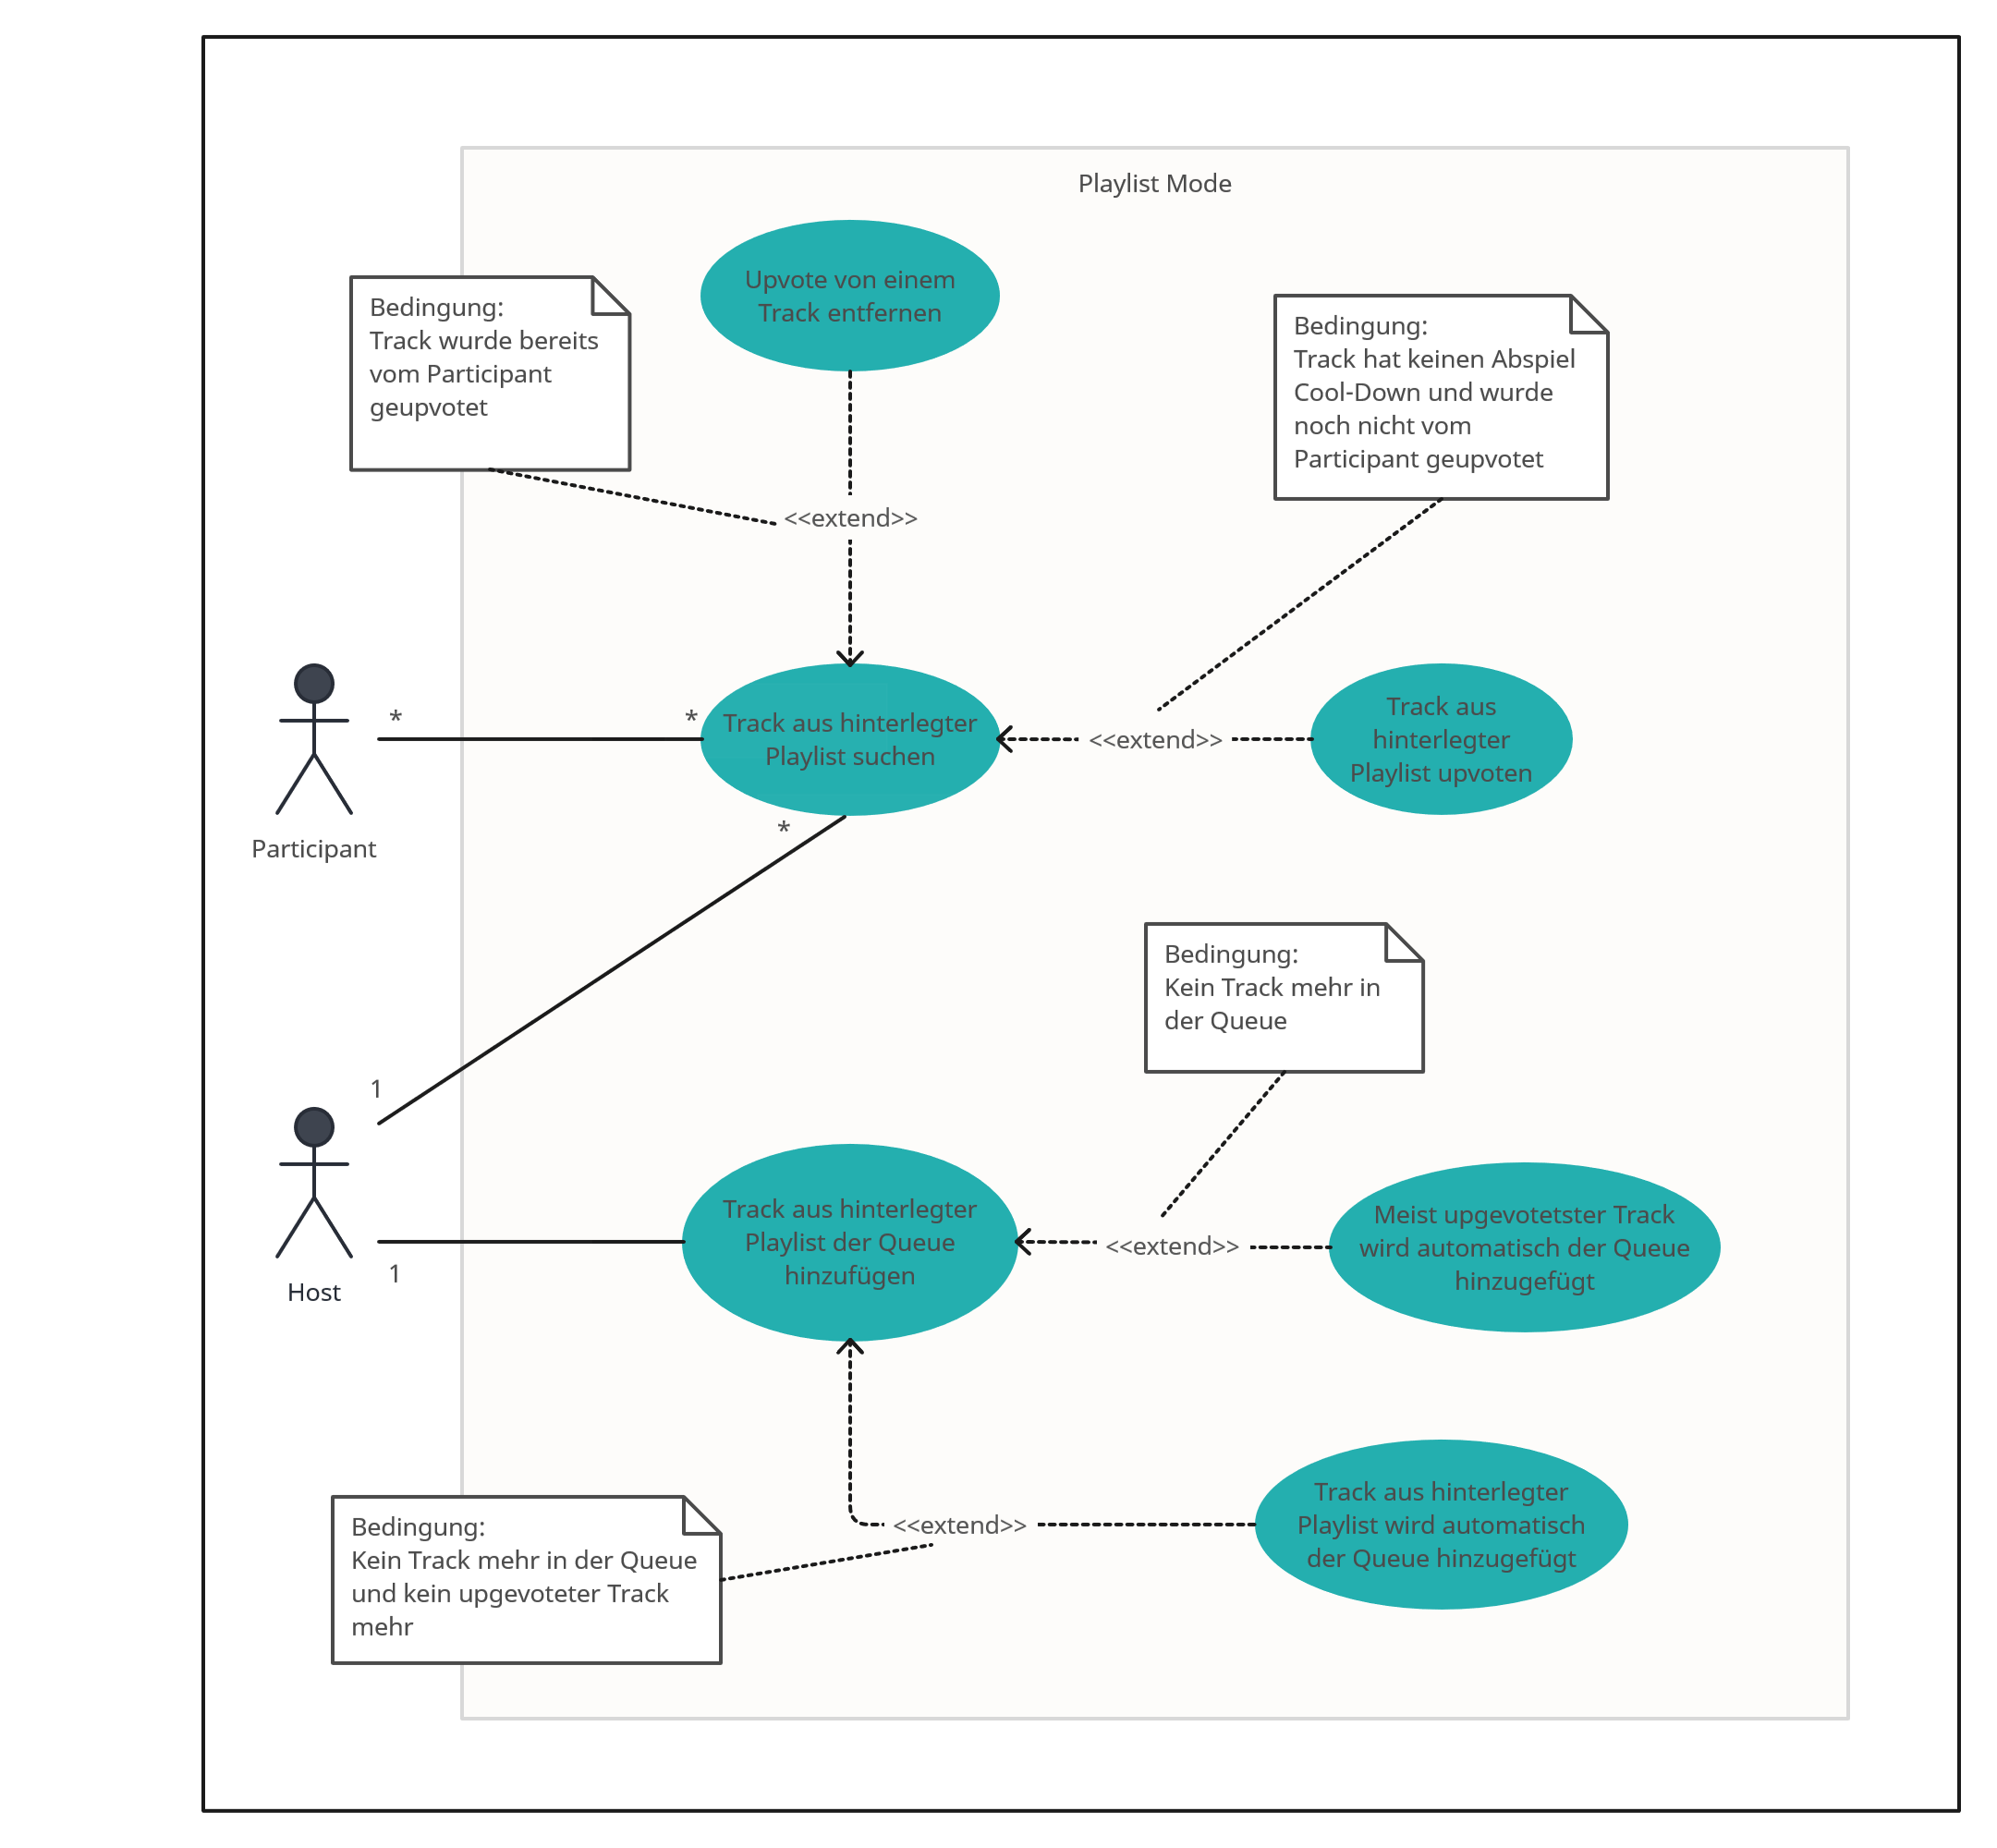 Playlist Mode
Upvote von einem
Track entfernen
Bedingung:
Track wurde bereits
vom Participant
geupvotet
Bedingung:
Track hat keinen Abspiel
Cool-Down und wurde
noch nicht vom
Participant geupvotet
<<extend>>
*
*
Track aus hinterlegter
Playlist suchen
<<extend>>
Track aus
hinterlegter
Playlist upvoten
Participant
*
Bedingung:
Kein Track mehr in
der Queue
1
Track aus hinterlegter
Playlist der Queue
hinzufügen
<<extend>>
Meist upgevotetster Track
wird automatisch der Queue
hinzugefügt
1
Host
Bedingung:
Kein Track mehr in der Queue
und kein upgevoteter Track
mehr
<<extend>>
Track aus hinterlegter
Playlist wird automatisch
der Queue hinzugefügt